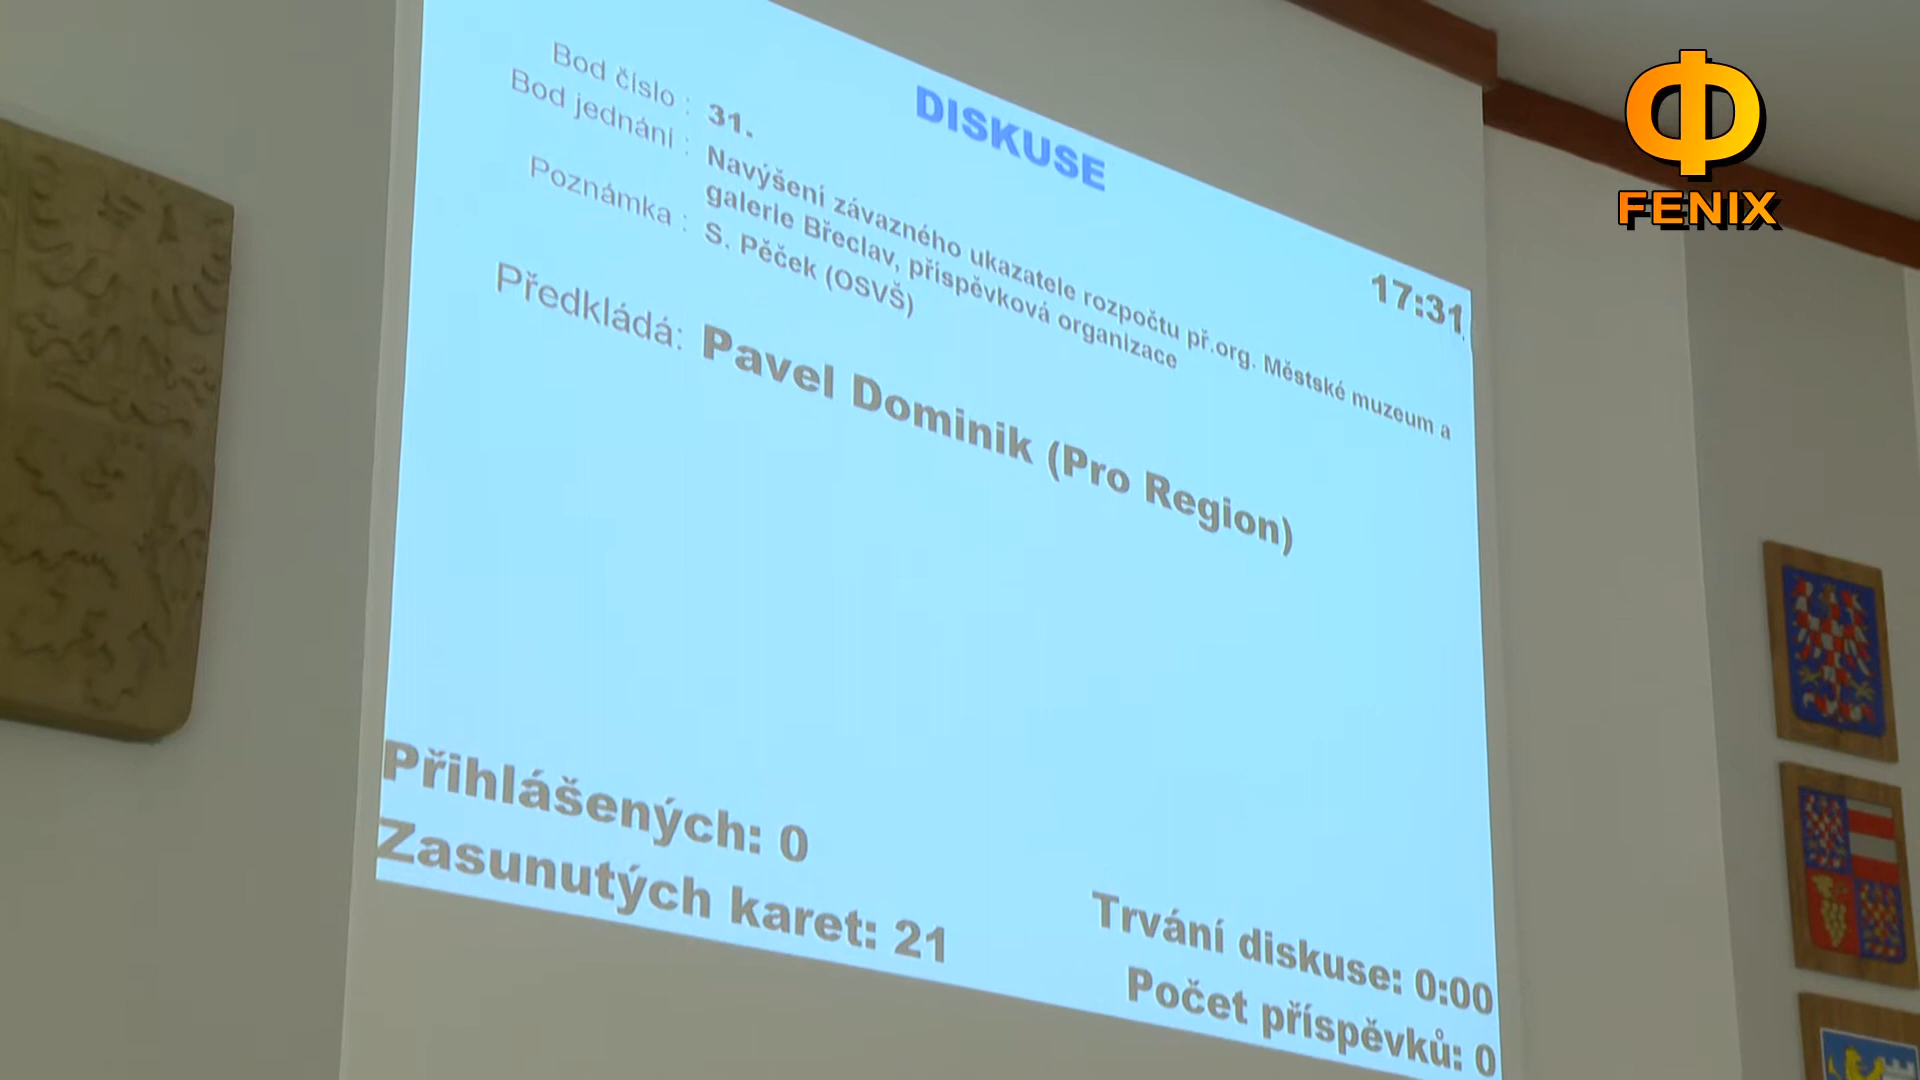 DISKUSE
17:31
Bod číslo : 31.
Bod jednání : Navýšení závazného ukazatele rozpočtu př.org. Městské muzeum a
galerie Břeclav, příspěvková organizace
Poznámka : S. Pěček (OSVŠ)
Předkládá: Pavel Dominik (Pro Region)
Přihlášených: 0
Zasunutých karet: 21
Trvání diskuse: 0:00
Počet příspěvků: 0
FENIX